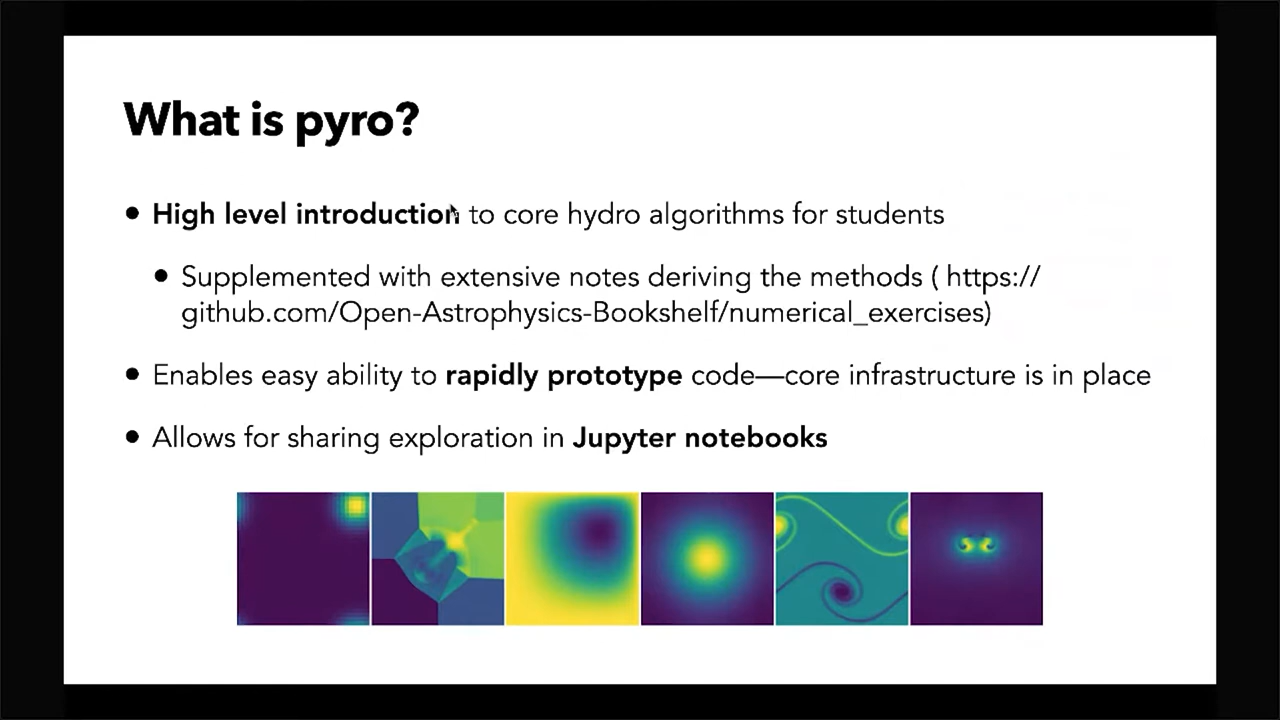 What is pyro?
• High level introduction to core hydro algorithms for students
• Supplemented with extensive notes deriving the methods ( https://
github.com/Open-Astrophysics-Bookshelf/numerical_exercises)
• Enables easy ability to rapidly prototype code—core infrastructure is in place
• Allows for sharing exploration in Jupyter notebooks